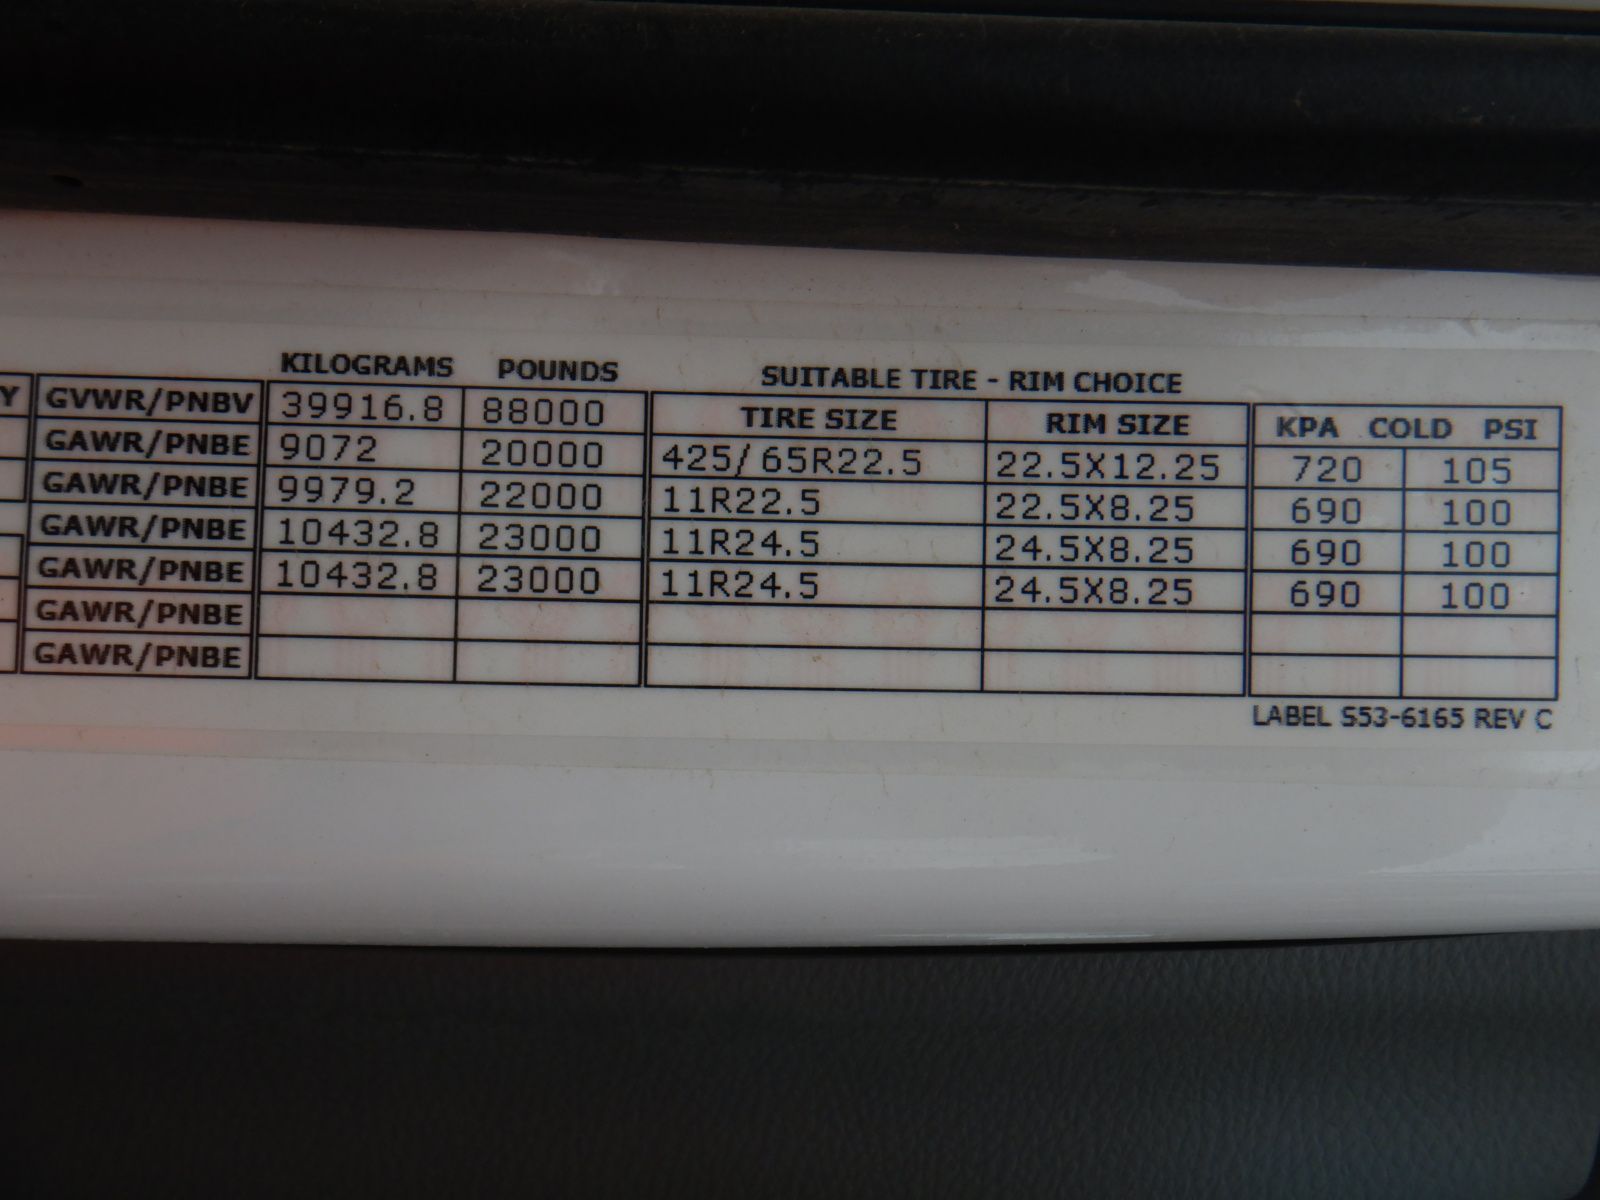 KILOGRAMS POUNDS SUITABLE TIRE - RIM CHOICE
Y GVWR/PNBV 39916.8 88000 TIRE SIZE RIM SIZE KPA COLD PSI
GAWR/PNBE 9072 20000 425/65R22.5 22.5X12.25 720 105
GAWR/PNBE 9979.2 22000 11R22.5 22.5X8.25 690 100
GAWR/PNBE 10432.8 23000 11R24.5 24.5X8.25 690 100
GAWR/PNBE 10432.8 23000 11R24.5 24.5X8.25 690 100
GAWR/PNBE
GAWR/PNBE
LABEL S53-6165 REV C